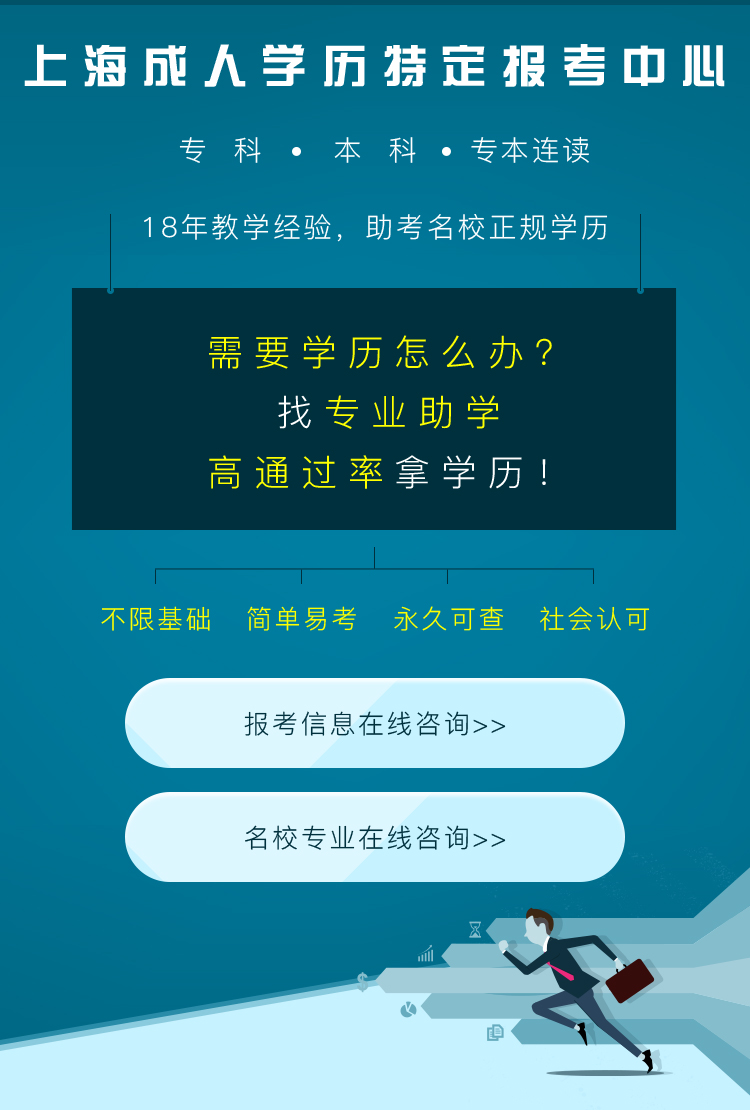 上海成人学历特定报考中心
专 科 • 本 科 • 专本连读
18年教学经验，助考名校正规学历
需要学历怎么办？
找专业助学
高通过率拿学历！
不限基础 简单易考 永久可查 社会认可
报考信息在线咨询>>
名校专业在线咨询>>
$